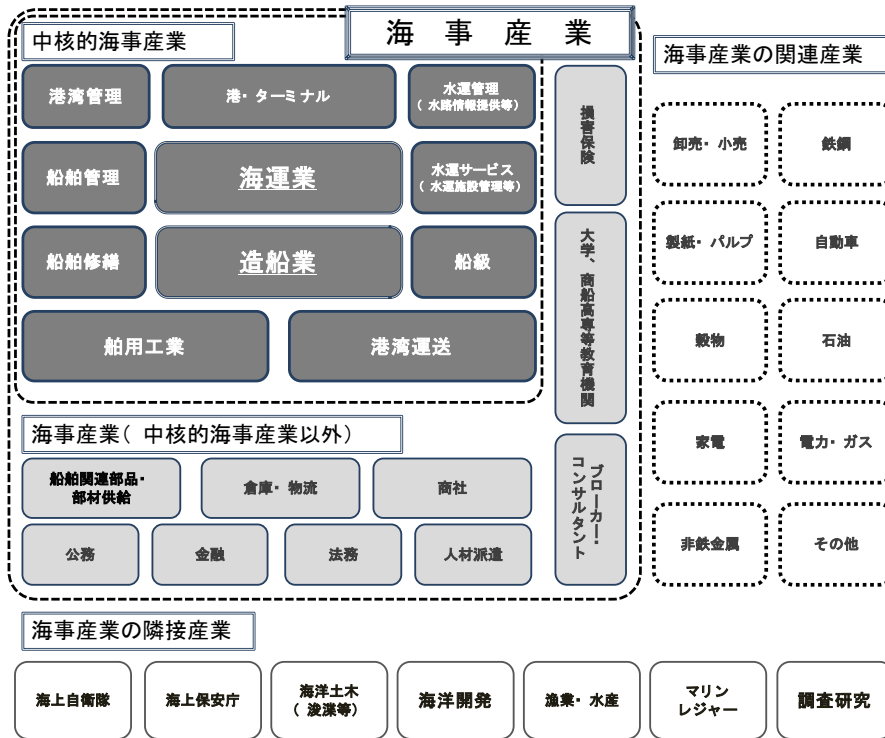 海 事 産 業
中核的海事産業
港湾管理
港・ターミナル
水運管理
（ 水路情報提供等）
船舶管理
海運業
水運サービス
（ 水運施設管理等）
船舶修繕
造船業
船級
舶用工業
港湾運送
損害保険
大学、商船高専等教育機関
ブローカー・
コンサルタント
海事産業（ 中核的海事産業以外）
船舶関連部品・
部材供給
倉庫・物流
商社
公務
金融
法務
人材派遣
海事産業の関連産業
卸売・小売
鉄鋼
製紙・パルプ
自動車
穀物
石油
家電
電力・ガス
非鉄金属
その他
海事産業の隣接産業
海上自衛隊
海上保安庁
海洋土木
（ 浚渫等）
海洋開発
漁業・水産
マリン
レジャー
調査研究